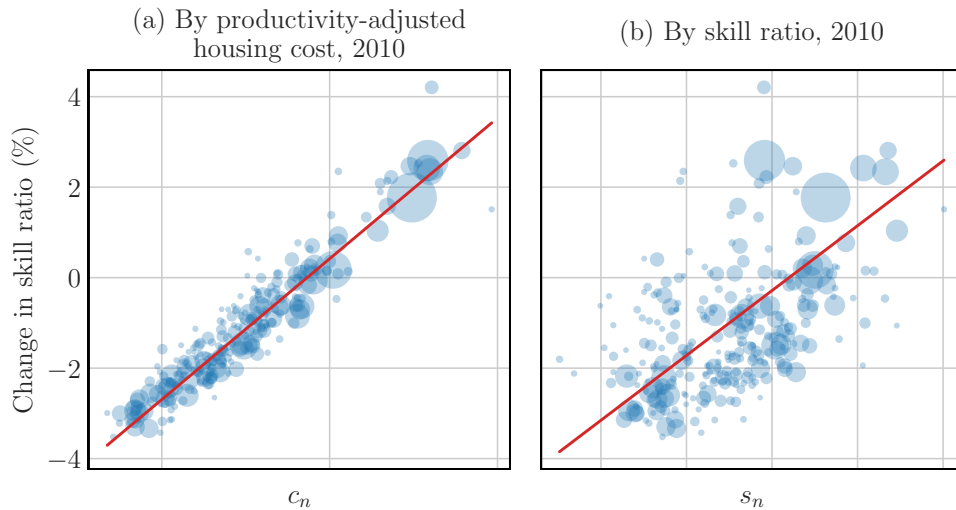 (a) By productivity-adjusted
housing cost, 2010
(b) By skill ratio, 2010
Change in skill ratio (%)
4
2
0
−2
−4
c_n
s_n